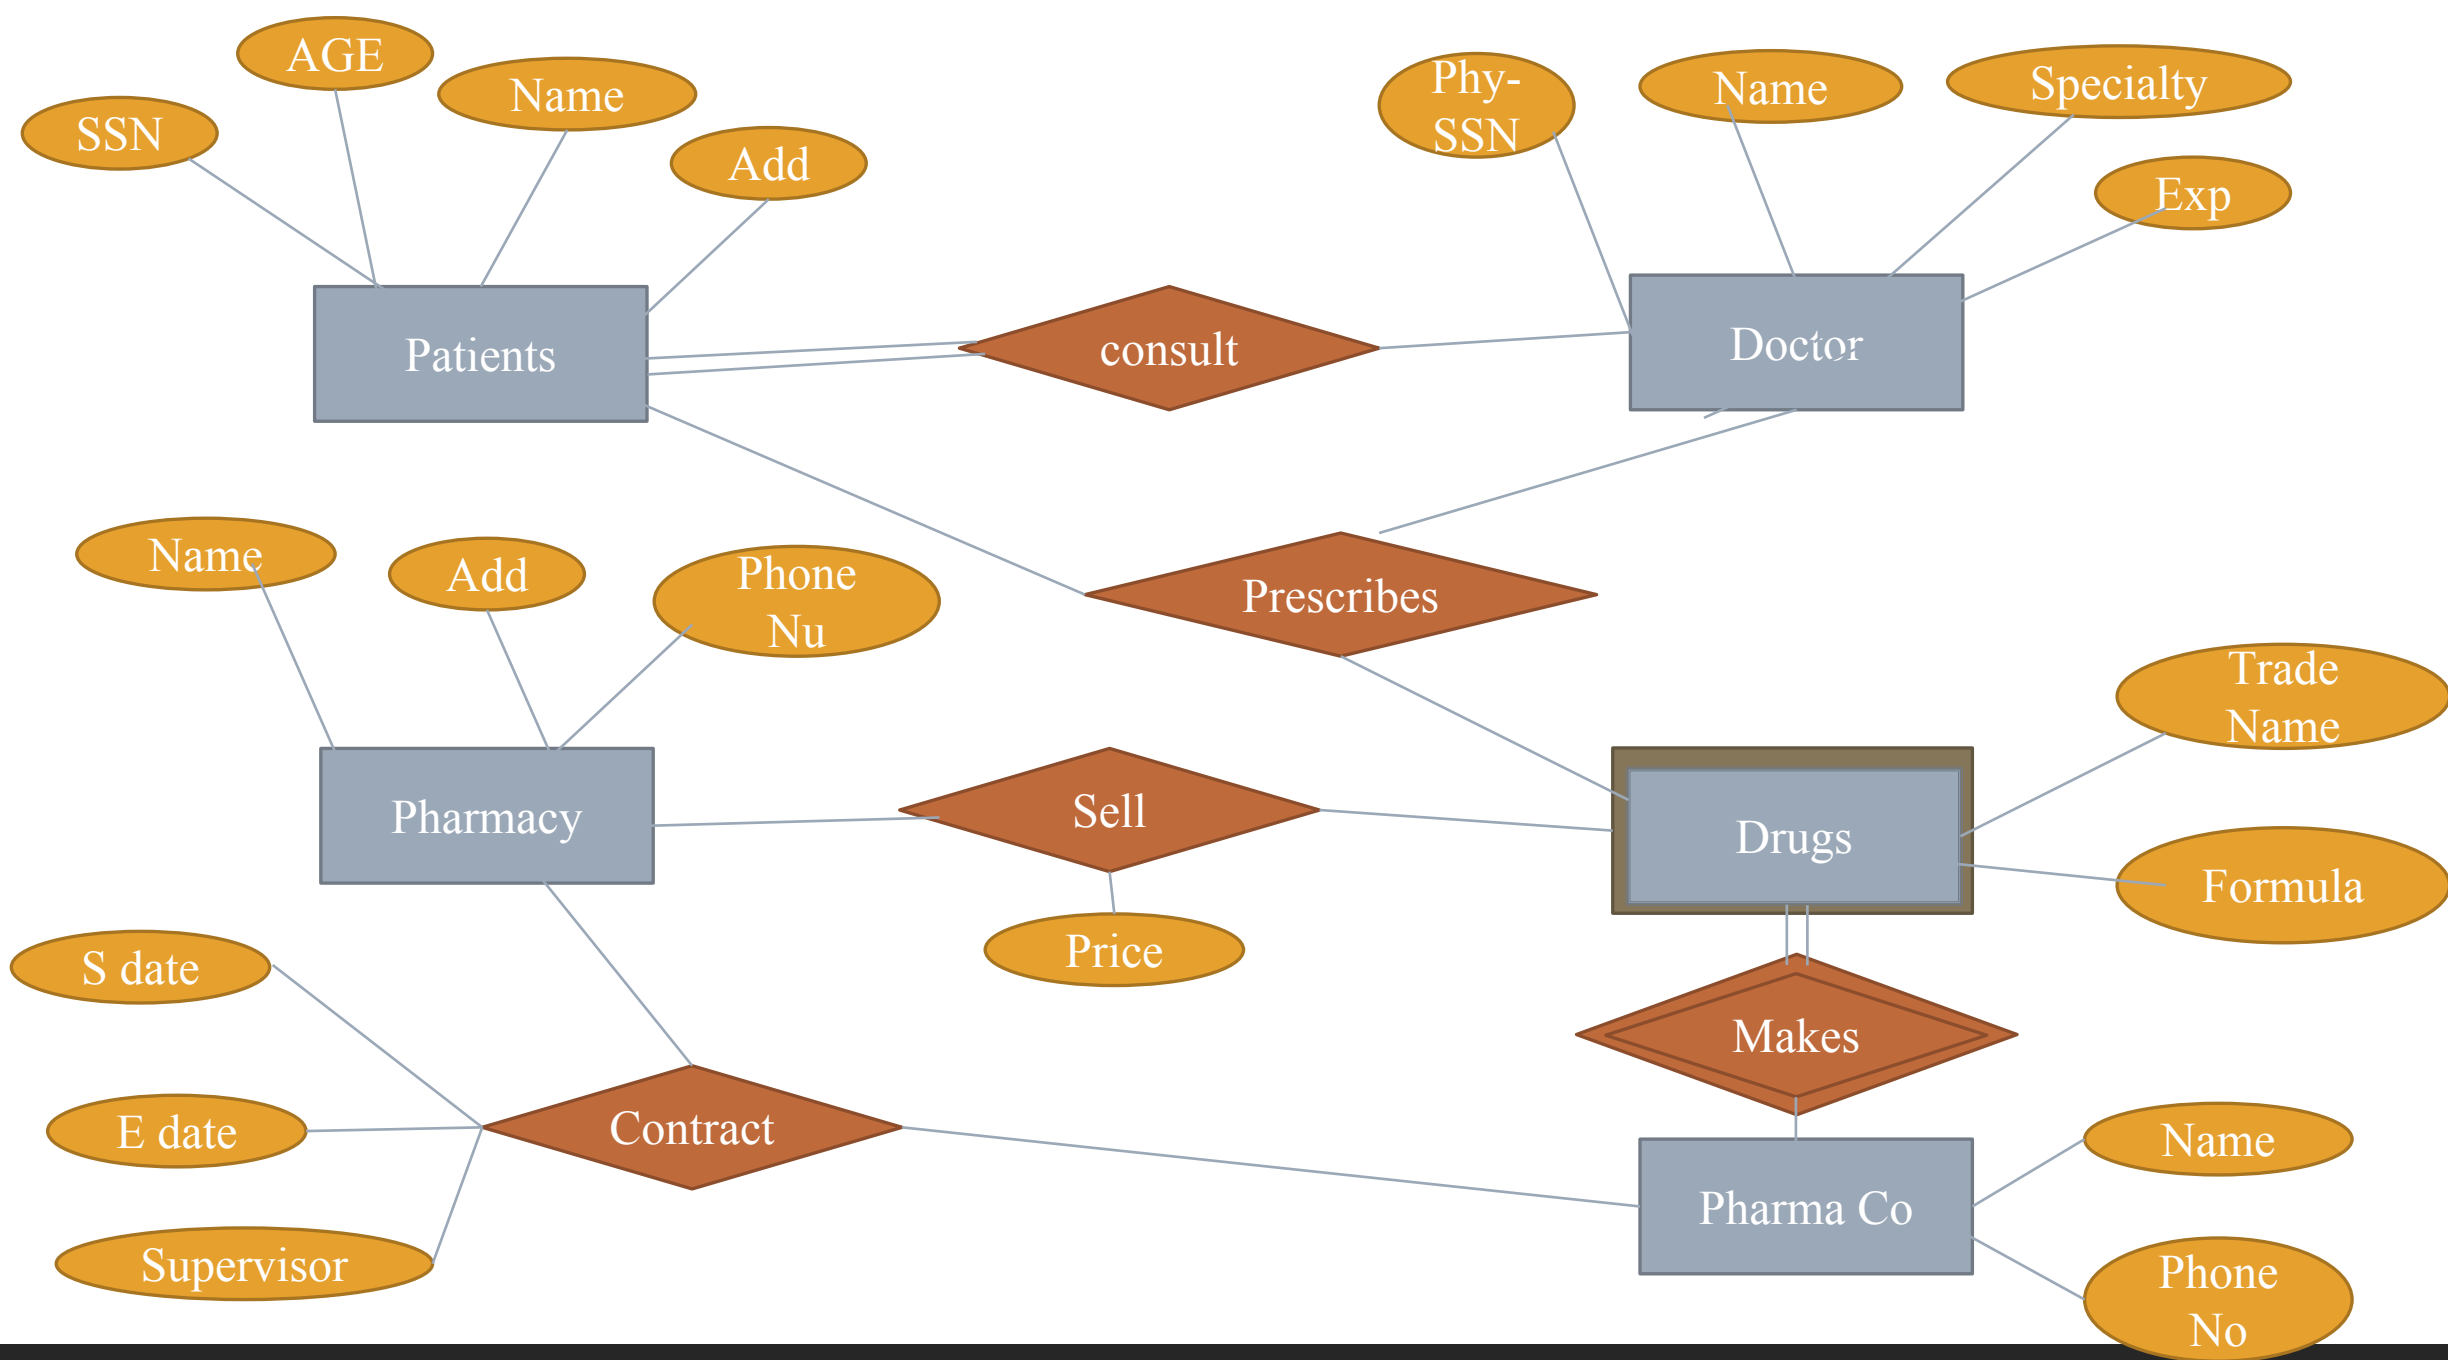 AGE
Name
SSN
Add
Phy-
SSN
Name
Specialty
Exp
Patients
consult
Doctor
Name
Add
Phone
Nu
Prescribes
Trade
Name
Pharmacy
Sell
Drugs
Formula
Price
S date
E date
Supervisor
Contract
Makes
Pharma Co
Name
Phone
No